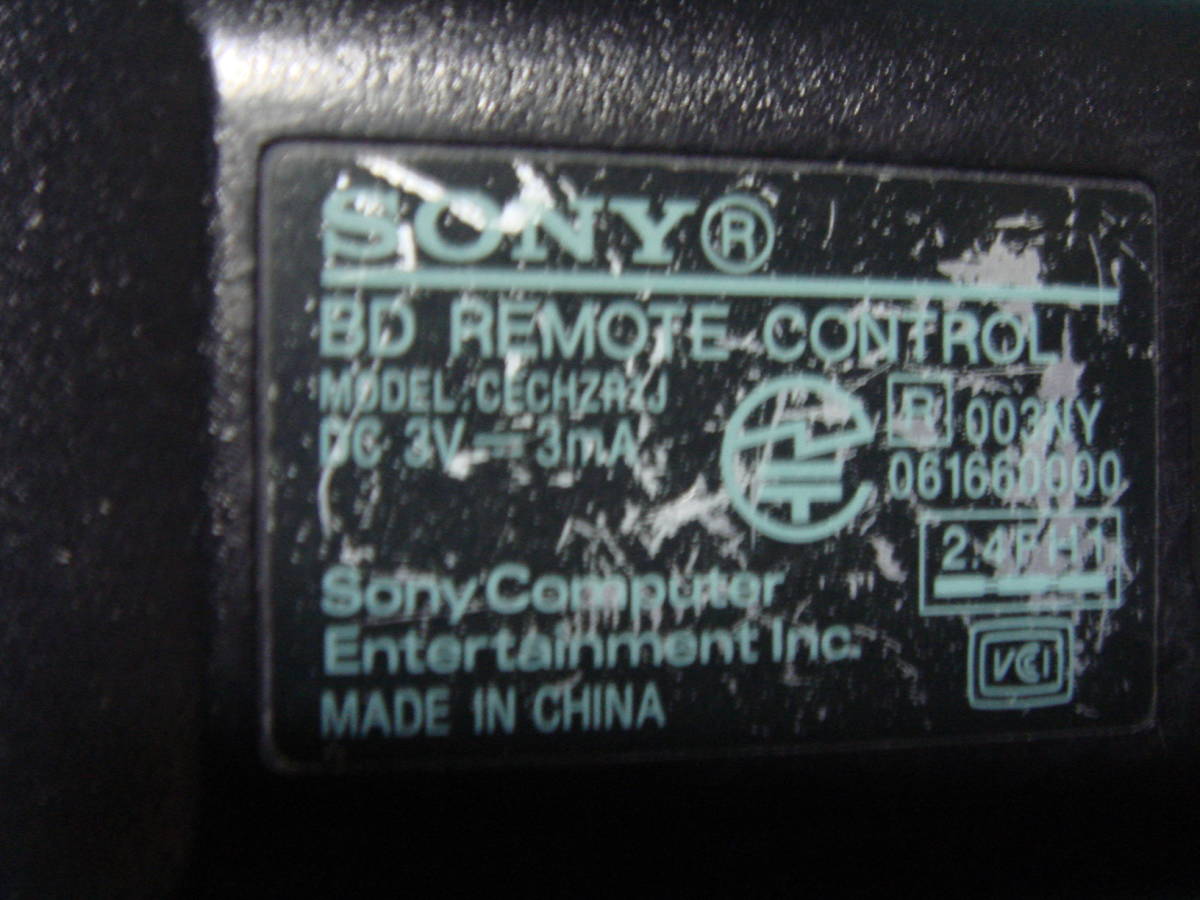 SONY®
BD REMOTE CONTROL
MODEL CECHZR1J
DC 3V ⎓ 3mA
R 003NY
061660000
2.4FH1
Sony Computer
Entertainment Inc.
VCCI
MADE IN CHINA